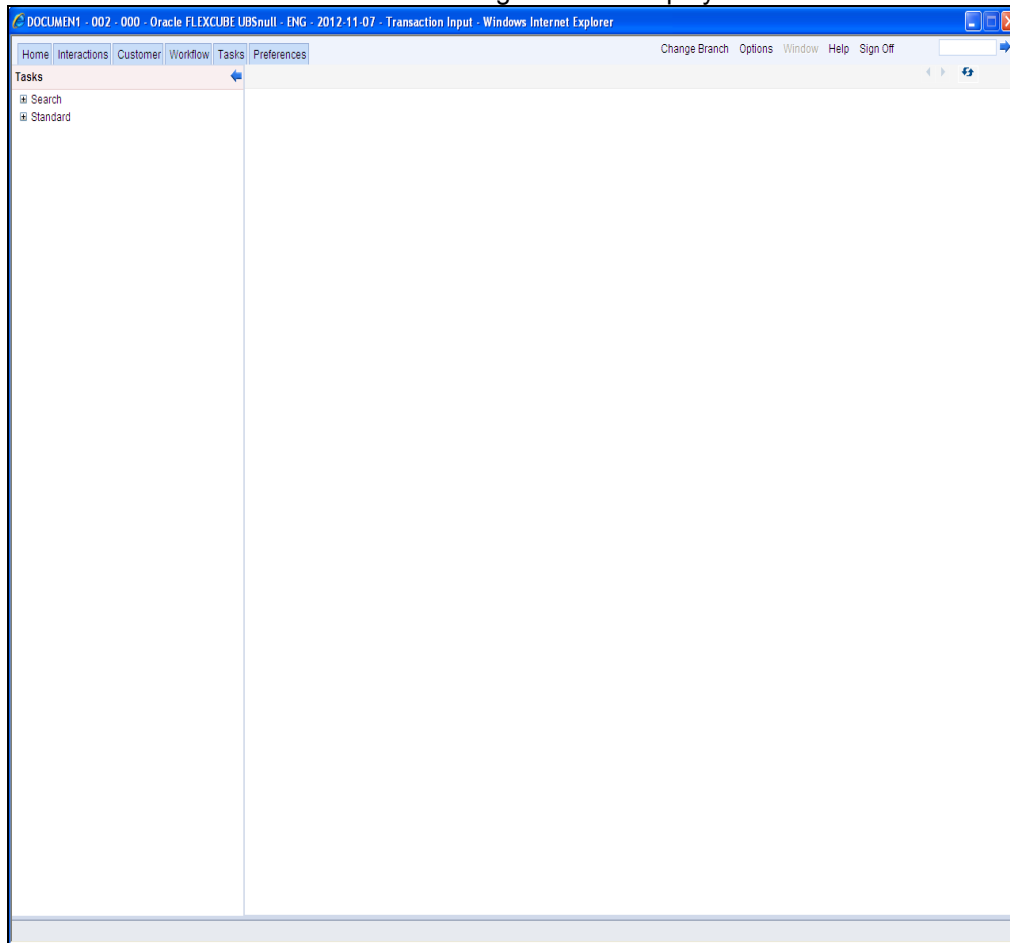 DOCUMEN1 - 002 - 000 - Oracle FLEXCUBE UBSnull - ENG - 2012-11-07 - Transaction Input - Windows Internet Explorer
Home Interactions Customer Workflow Tasks Preferences Change Branch Options Window Help Sign Off
Tasks
Search
Standard